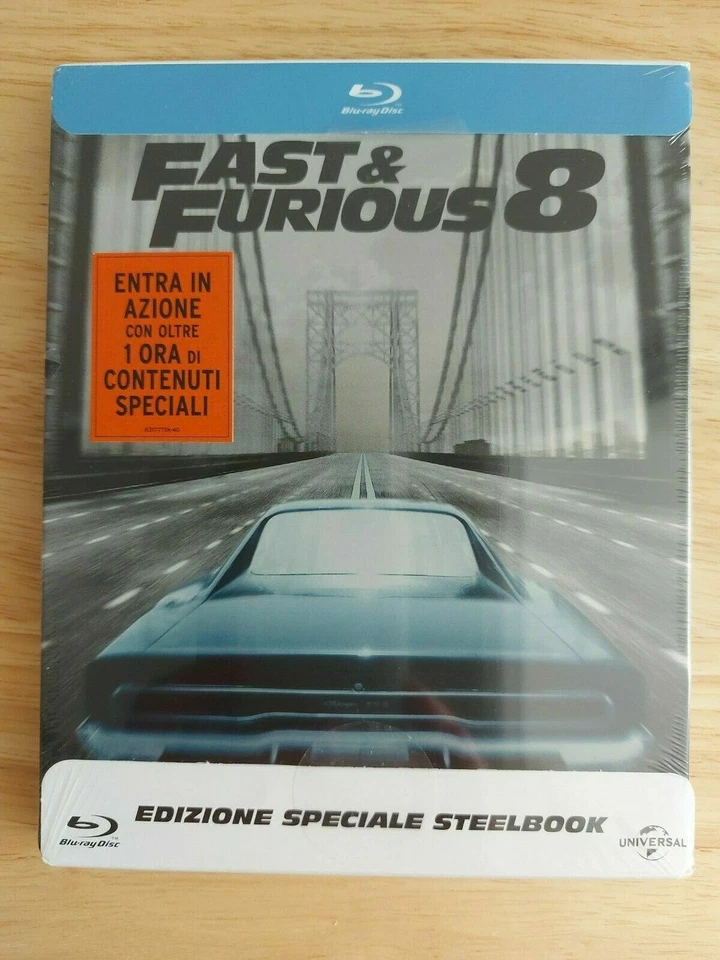 Blu-ray Disc
FAST &
FURIOUS 8
ENTRA IN
AZIONE
CON OLTRE
1 ORA DI
CONTENUTI
SPECIALI
EDIZIONE SPECIALE STEELBOOK
Blu-ray Disc
UNIVERSAL